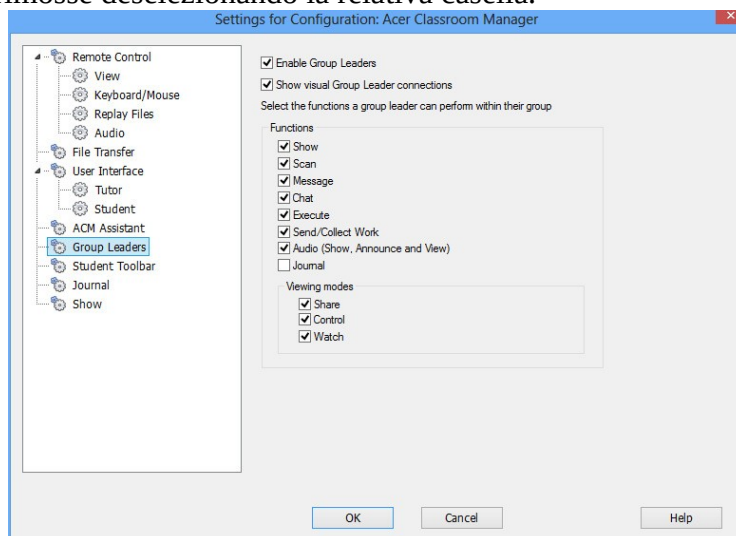 rimosse deselezionando la relativa casella.
Settings for Configuration: Acer Classroom Manager
Remote Control
View
Keyboard/Mouse
Replay Files
Audio
File Transfer
User Interface
Tutor
Student
ACM Assistant
Group Leaders
Student Toolbar
Journal
Show
Enable Group Leaders
Show visual Group Leader connections
Select the functions a group leader can perform within their group
Functions
Show
Scan
Message
Chat
Execute
Send/Collect Work
Audio (Show, Announce and View)
Journal
Viewing modes
Share
Control
Watch
OK
Cancel
Help